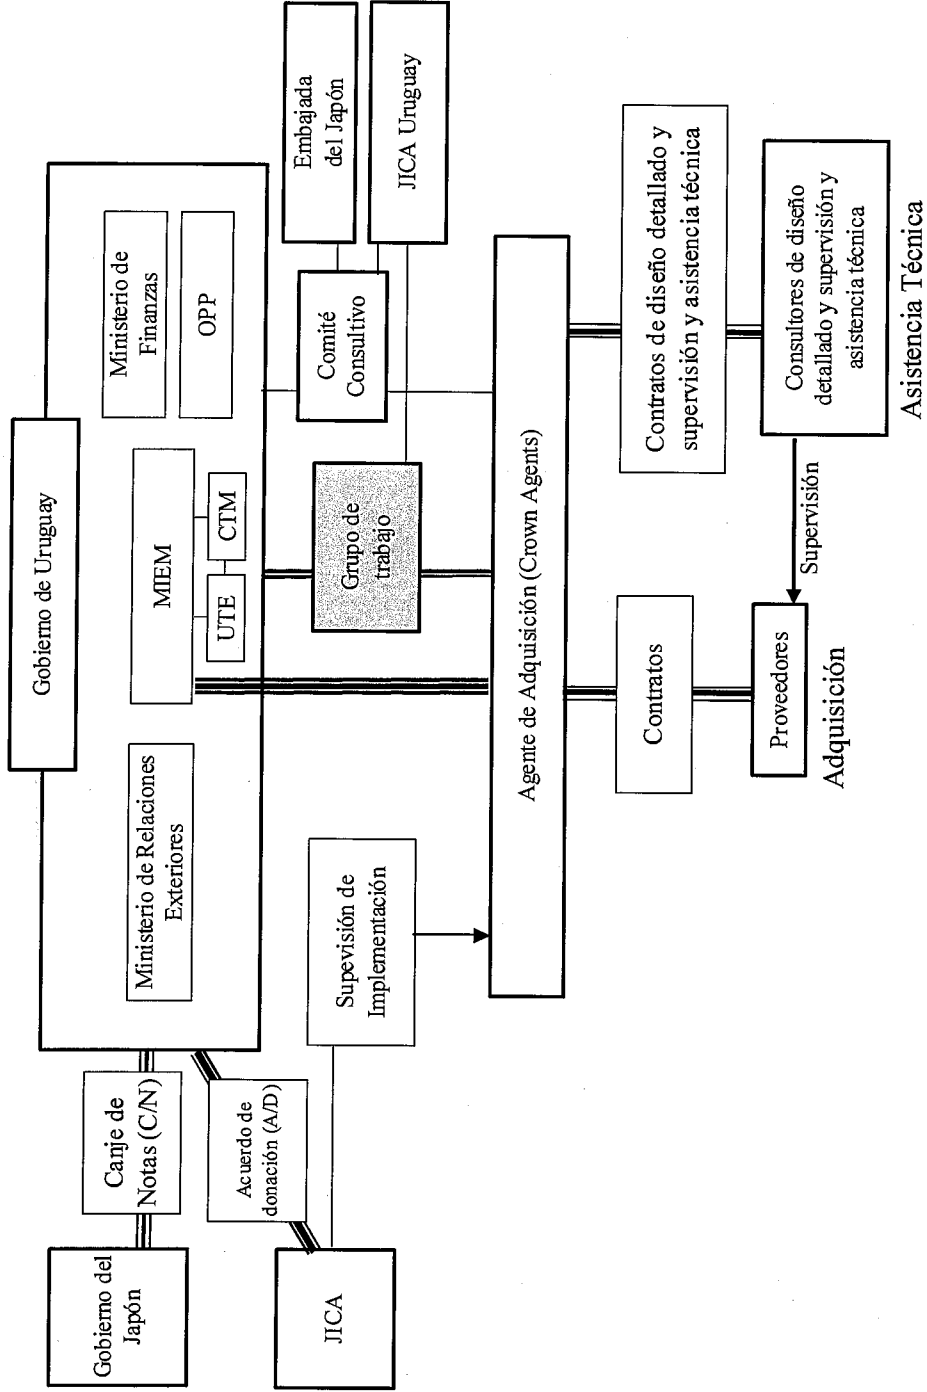 Gobierno de Uruguay
Gobierno del
Japón
Canje de
Notas (C/N)
Ministerio de Relaciones
Exteriores
MIEM
UTE
CTM
Ministerio de
Finanzas
OPP
JICA
Acuerdo de
donación (A/D)
Supevisión de
Implementación
Grupo de
trabajo
Comité
Consultivo
Embajada
del Japón
JICA Uruguay
Agente de Adquisición (Crown Agents)
Contratos
Contratos de diseño detallado y
supervisión y asistencia técnica
Proveedores
Supervisión
Consultores de diseño
detallado y supervisión y
asistencia técnica
Adquisición
Asistencia Técnica